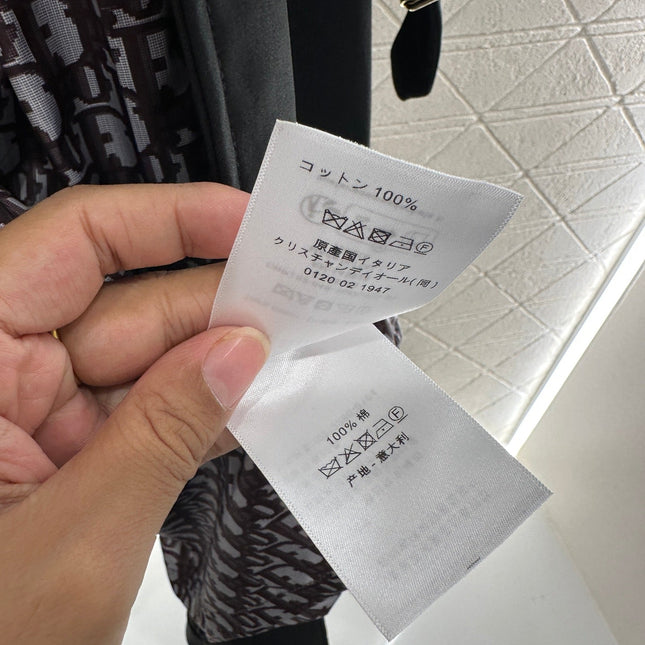 コットン 100%
原産国イタリア
クリスチャンディオール(同)
0120 02 1947
100% 棉
产地 - 意大利